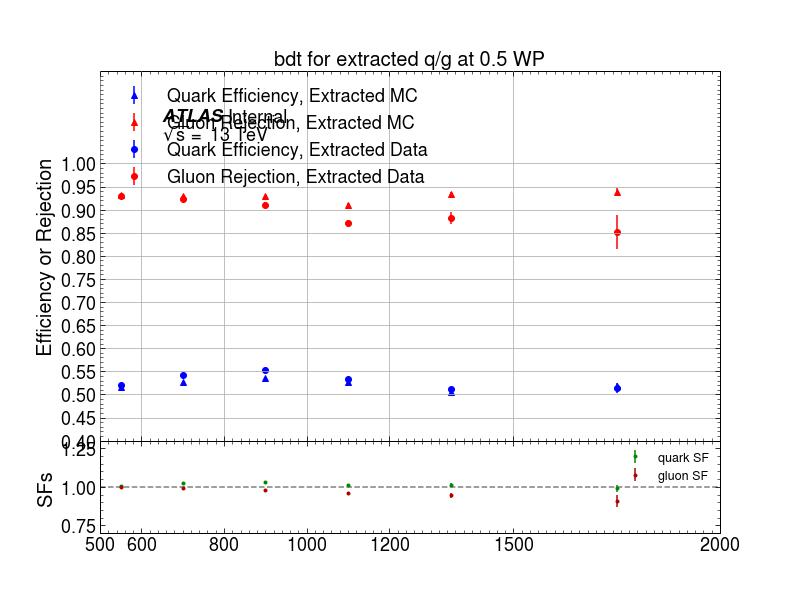 bdt for extracted q/g at 0.5 WP
Quark Efficiency, Extracted MC
ATLAS Internal
Gluon Rejection, Extracted MC
√s = 13 TeV
Quark Efficiency, Extracted Data
Gluon Rejection, Extracted Data
Efficiency or Rejection
1.00
0.95
0.90
0.85
0.80
0.75
0.70
0.65
0.60
0.55
0.50
0.45
0.40
SFs
1.25
1.00
0.75
quark SF
gluon SF
500 600 800 1000 1200 1500 2000